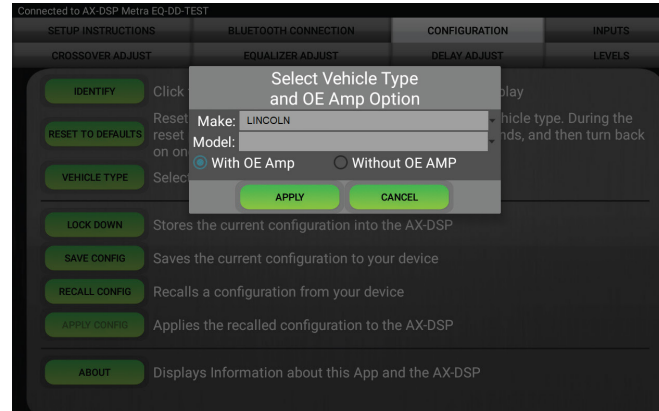 Connected to AX-DSP Metra EQ-DD-TEST
SETUP INSTRUCTIONS BLUETOOTH CONNECTION CONFIGURATION INPUTS
CROSSOVER ADJUST EQUALIZER ADJUST DELAY ADJUST LEVELS
Select Vehicle Type
and OE Amp Option
IDENTIFY Click play
Make: LINCOLN
Reset hicle type. During the
RESET TO DEFAULTS reset nds, and then turn back
Model:
on on
With OE Amp Without OE AMP
VEHICLE TYPE Select
APPLY CANCEL
LOCK DOWN Stores the current configuration into the AX-DSP
SAVE CONFIG Saves the current configuration to your device
RECALL CONFIG Recalls a configuration from your device
APPLY CONFIG Applies the recalled configuration to the AX-DSP
ABOUT Displays Information about this App and the AX-DSP